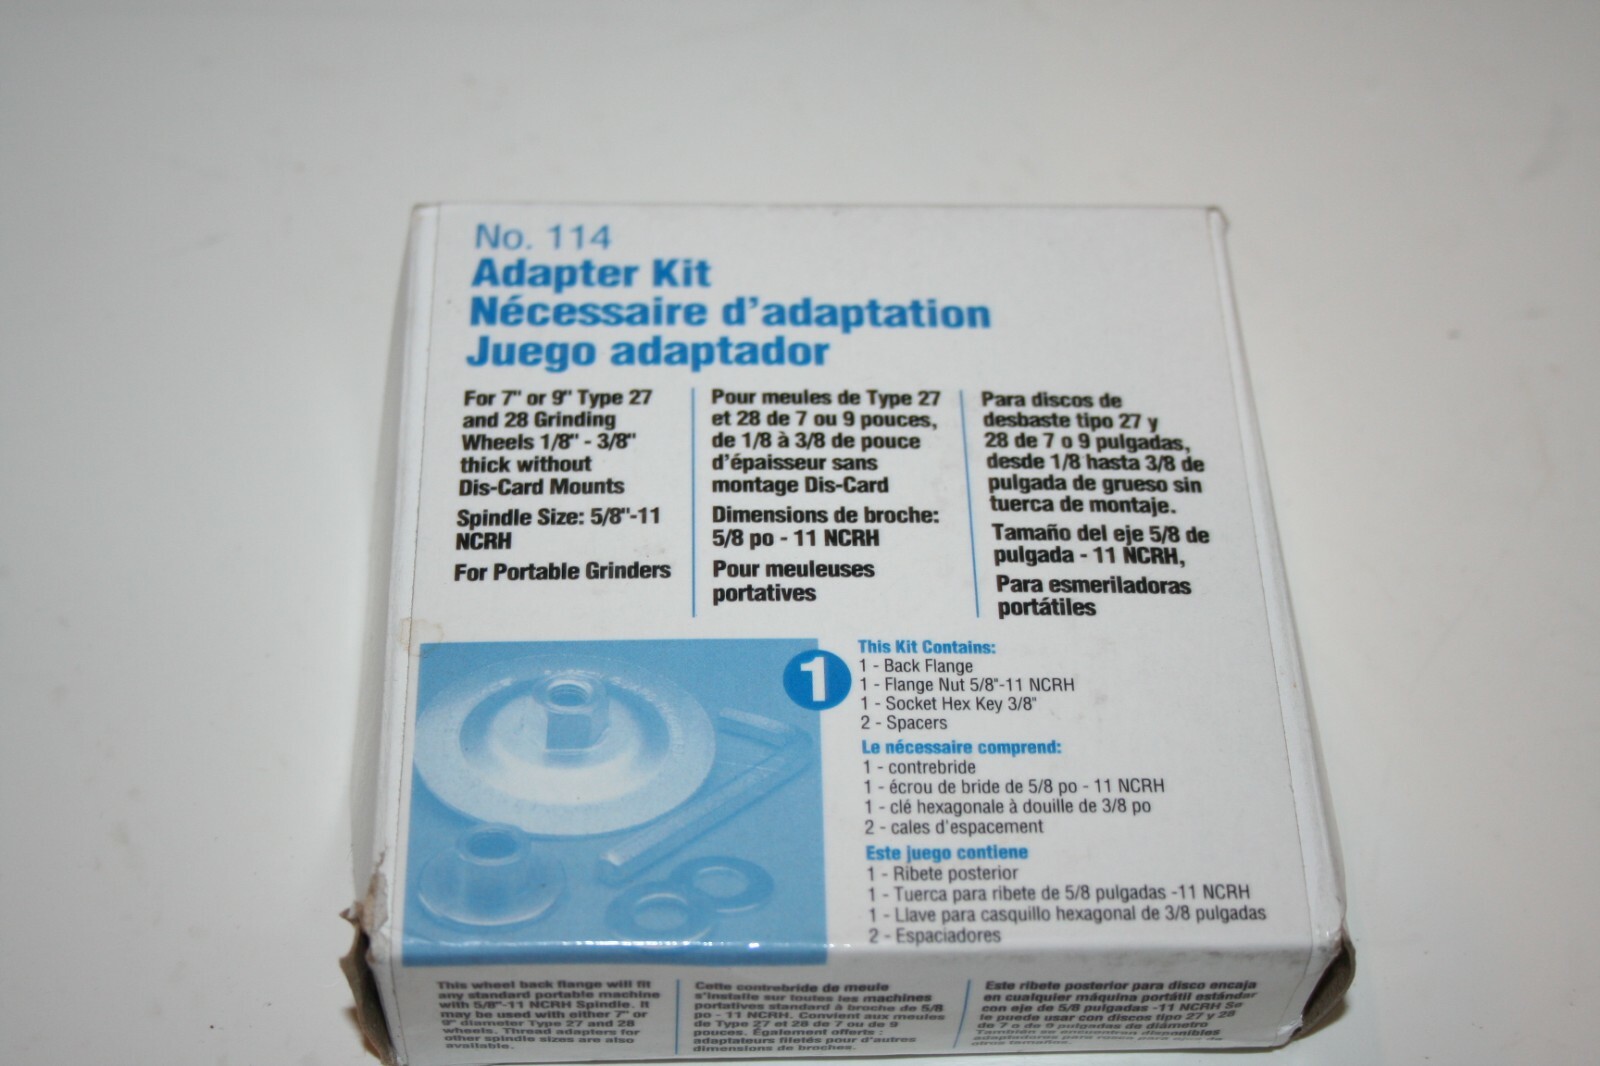 No. 114
Adapter Kit
Nécessaire d'adaptation
Juego adaptador
For 7" or 9" Type 27
and 28 Grinding
Wheels 1/8" - 3/8"
thick without
Dis-Card Mounts
Spindle Size: 5/8"-11
NCRH
For Portable Grinders
Pour meules de Type 27
et 28 de 7 ou 9 pouces,
de 1/8 à 3/8 de pouce
d'épaisseur sans
montage Dis-Card
Dimensions de broche:
5/8 po - 11 NCRH
Pour meuleuses
portatives
Para discos de
desbaste tipo 27 y
28 de 7 o 9 pulgadas,
desde 1/8 hasta 3/8 de
pulgada de grueso sin
tuerca de montaje.
Tamaño del eje 5/8 de
pulgada - 11 NCRH,
Para esmeriladoras
portátiles
1
This Kit Contains:
1 - Back Flange
1 - Flange Nut 5/8"-11 NCRH
1 - Socket Hex Key 3/8"
2 - Spacers
Le nécessaire comprend:
1 - contrebride
1 - écrou de bride de 5/8 po - 11 NCRH
1 - clé hexagonale à douille de 3/8 po
2 - cales d'espacement
Este juego contiene
1 - Ribete posterior
1 - Tuerca para ribete de 5/8 pulgadas -11 NCRH
1 - Llave para casquillo hexagonal de 3/8 pulgadas
2 - Espaciadores
This wheel back flange will fit
any standard portable machine
with 5/8"-11 NCRH Spindle. It
may be used with either 7" or
9" diameter Type 27 and 28
wheels. Thread adapters for
other spindle sizes are also
available.
Cette contrebride de meule
s'installe sur toutes les machines
portatives standard à broche de 5/8
po - 11 NCRH. Convient aux meules
de Type 27 et 28 de 7 ou de 9
pouces. Également offerts :
adaptateurs filetés pour d'autres
dimensions de broches.
Este ribete posterior para disco encaja
en cualquier máquina portátil estándar
con eje de 5/8 pulgadas -11 NCRH Se
le puede usar con discos tipo 27 y 28
de 7 o de 9 pulgadas de diámetro
También se encuentran disponibles
adaptadores para rosca para ejes de
otros tamaños.